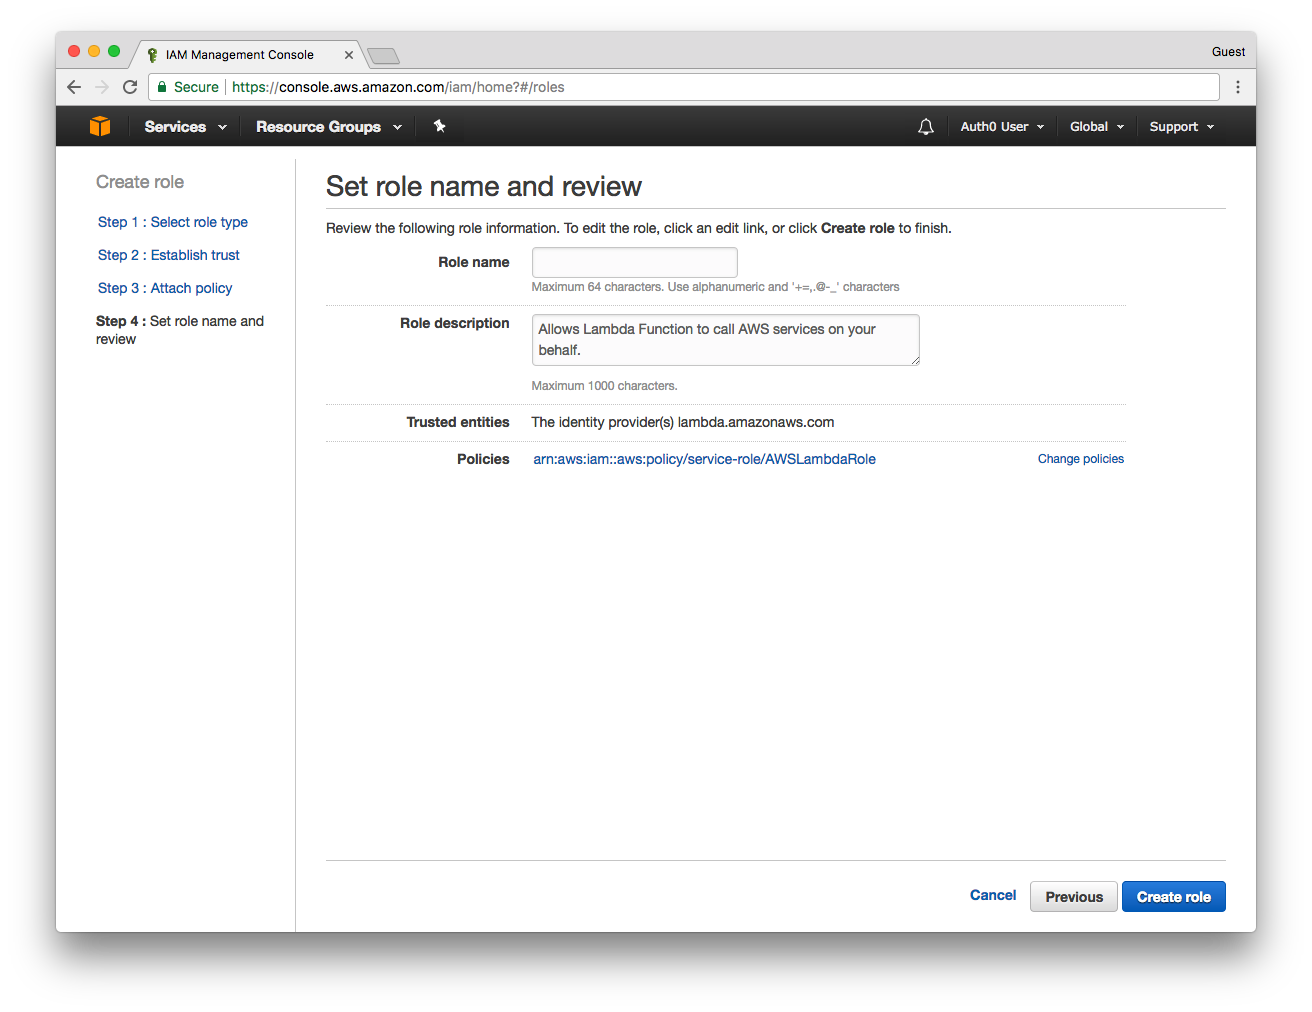 IAM Management Console
Guest
Secure https://console.aws.amazon.com/iam/home?#/roles
Services Resource Groups Auth0 User Global Support
Create role
Step 1 : Select role type
Step 2 : Establish trust
Step 3 : Attach policy
Step 4 : Set role name and
review
Set role name and review
Review the following role information. To edit the role, click an edit link, or click Create role to finish.
Role name
Maximum 64 characters. Use alphanumeric and '+=,.@-_' characters
Role description Allows Lambda Function to call AWS services on your
behalf.
Maximum 1000 characters.
Trusted entities The identity provider(s) lambda.amazonaws.com
Policies arn:aws:iam::aws:policy/service-role/AWSLambdaRole Change policies
Cancel Previous Create role